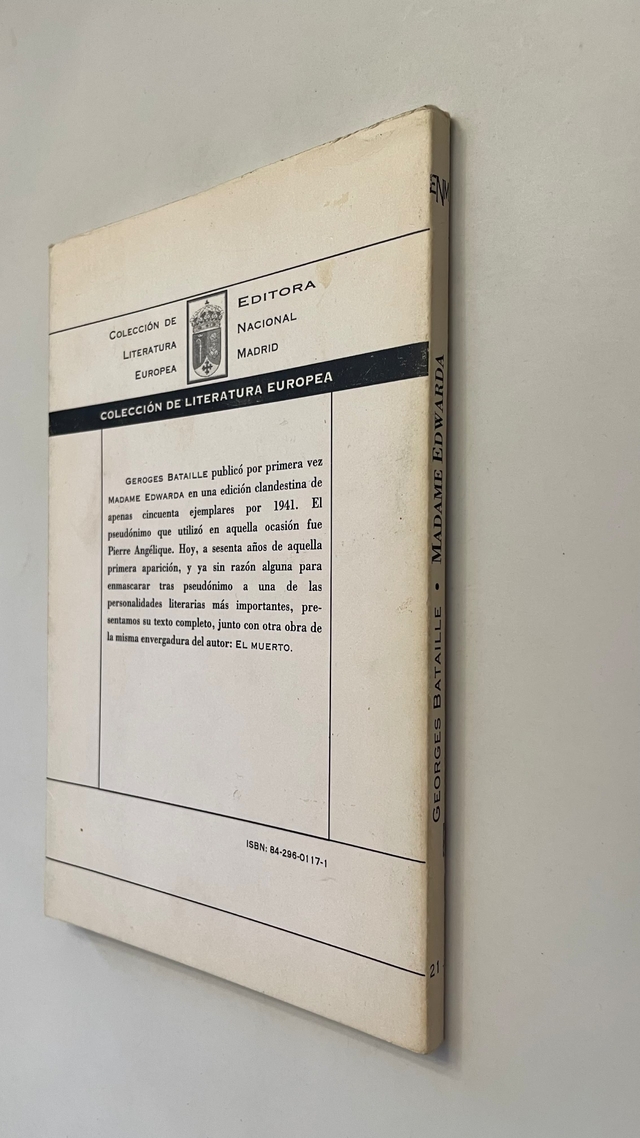 COLECCIÓN DE
LITERATURA
EUROPEA
EDITORA
NACIONAL
MADRID
COLECCIÓN DE LITERATURA EUROPEA
GEROGES BATAILLE publicó por primera vez
MADAME EDWARDA en una edición clandestina de
apenas cincuenta ejemplares por 1941. El
pseudónimo que utilizó en aquella ocasión fue
Pierre Angélique. Hoy, a sesenta años de aquella
primera aparición, y ya sin razón alguna para
enmascarar tras pseudónimo a una de las
personalidades literarias más importantes, pre-
sentamos su texto completo, junto con otra obra de
la misma envergadura del autor: EL MUERTO.
ISBN: 84-296-0117-1
ENM
GEORGES BATAILLE • MADAME EDWARDA
21